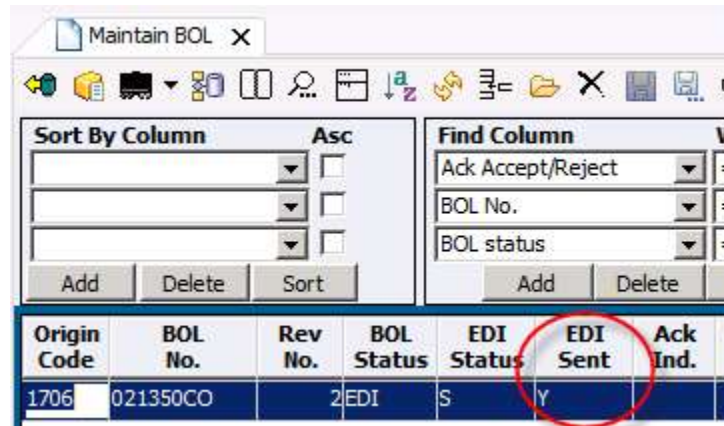 Maintain BOL X
Sort By Column Asc
Find Column
Ack Accept/Reject
BOL No.
BOL status
Add Delete Sort
Add Delete
Origin Code
BOL No.
Rev No.
BOL Status
EDI Status
EDI Sent
Ack Ind.
1706 021350CO 2 EDI S Y